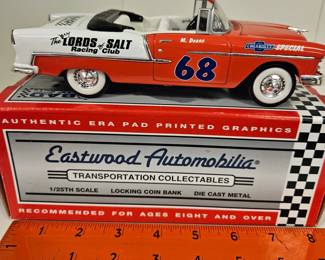 The LORDS of SALT
Racing Club
M. Doane
68
SPECIAL
AUTHENTIC ERA PAD PRINTED GRAPHICS
Eastwood Automobilia®
TRANSPORTATION COLLECTABLES
1/25TH SCALE LOCKING COIN BANK DIE CAST METAL
RECOMMENDED FOR AGES EIGHT AND OVER
1 2 3 4 5 6 7 8